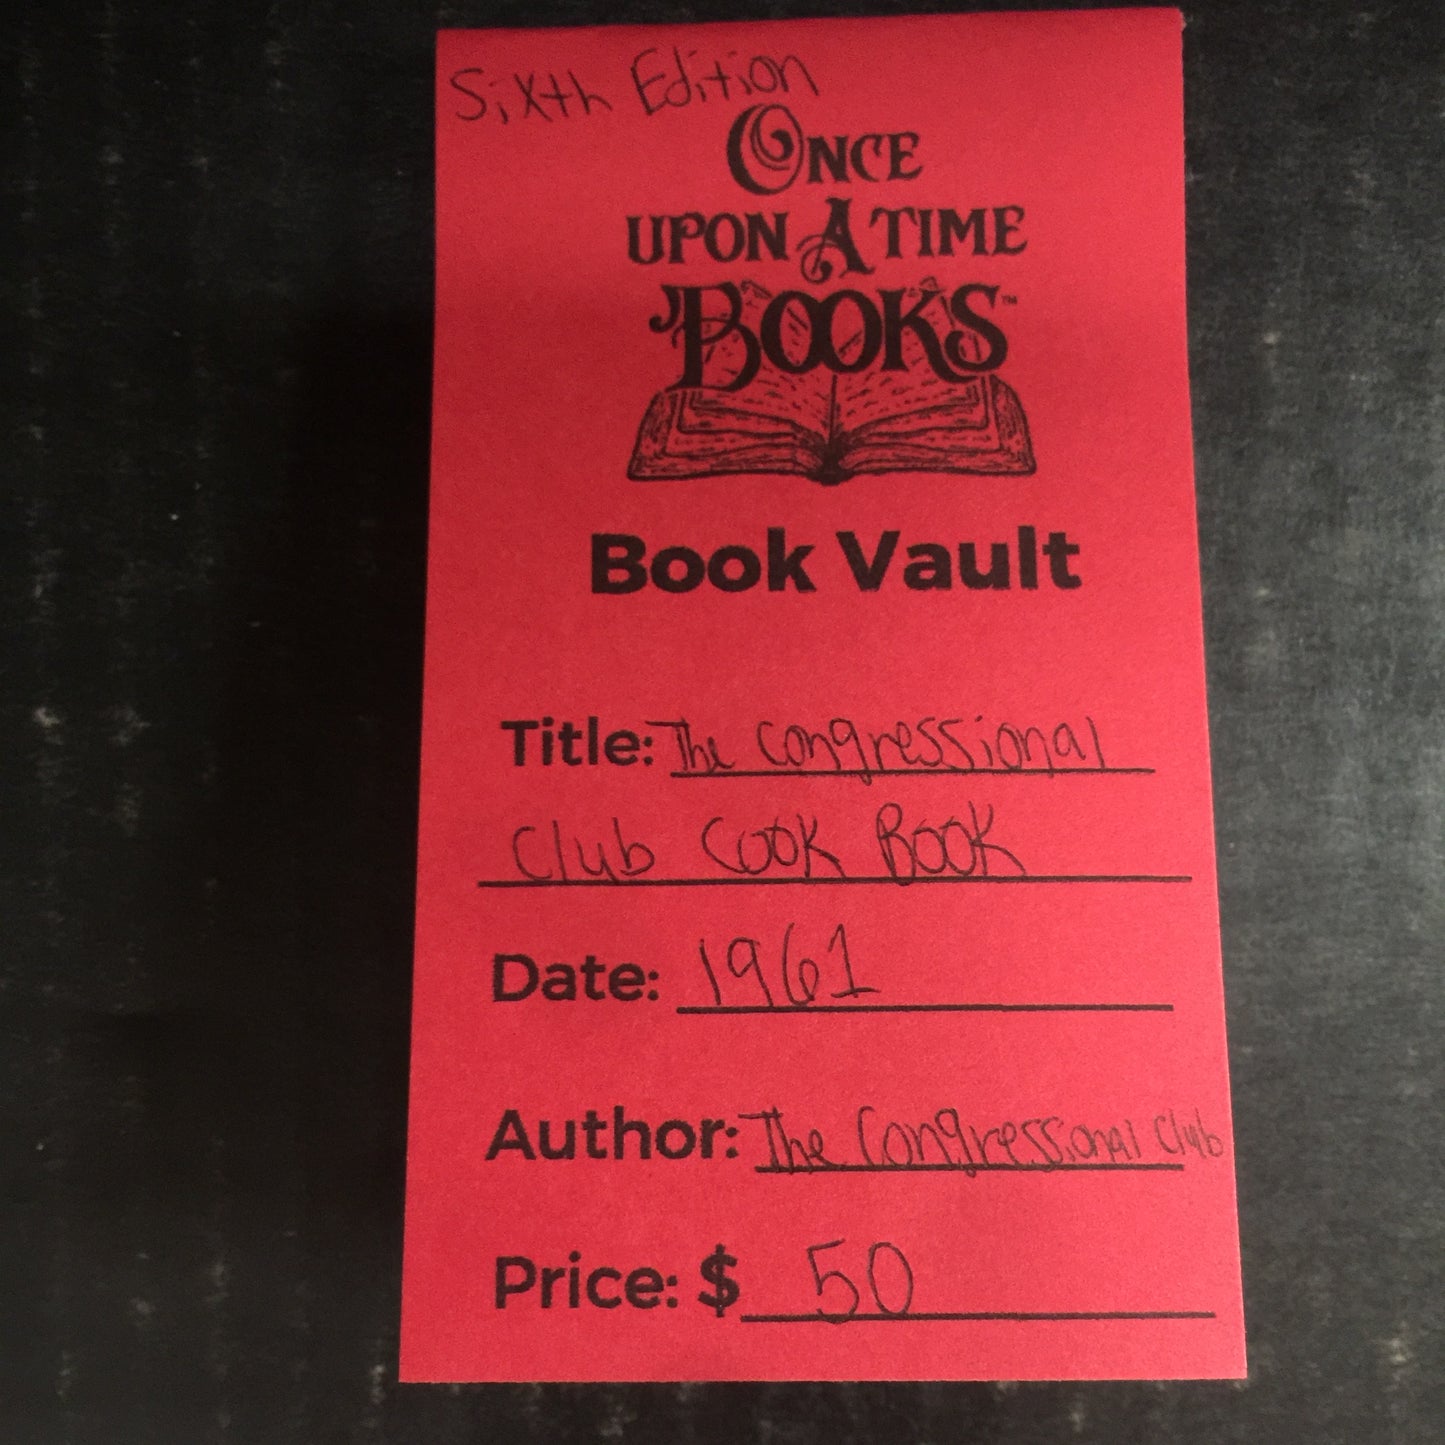 Sixth Edition
ONCE
UPON A TIME
BOOKS™
Book Vault
Title: The Congressional
Club Cook Book
Date: 1961
Author: The Congressional Club
Price: $ 50